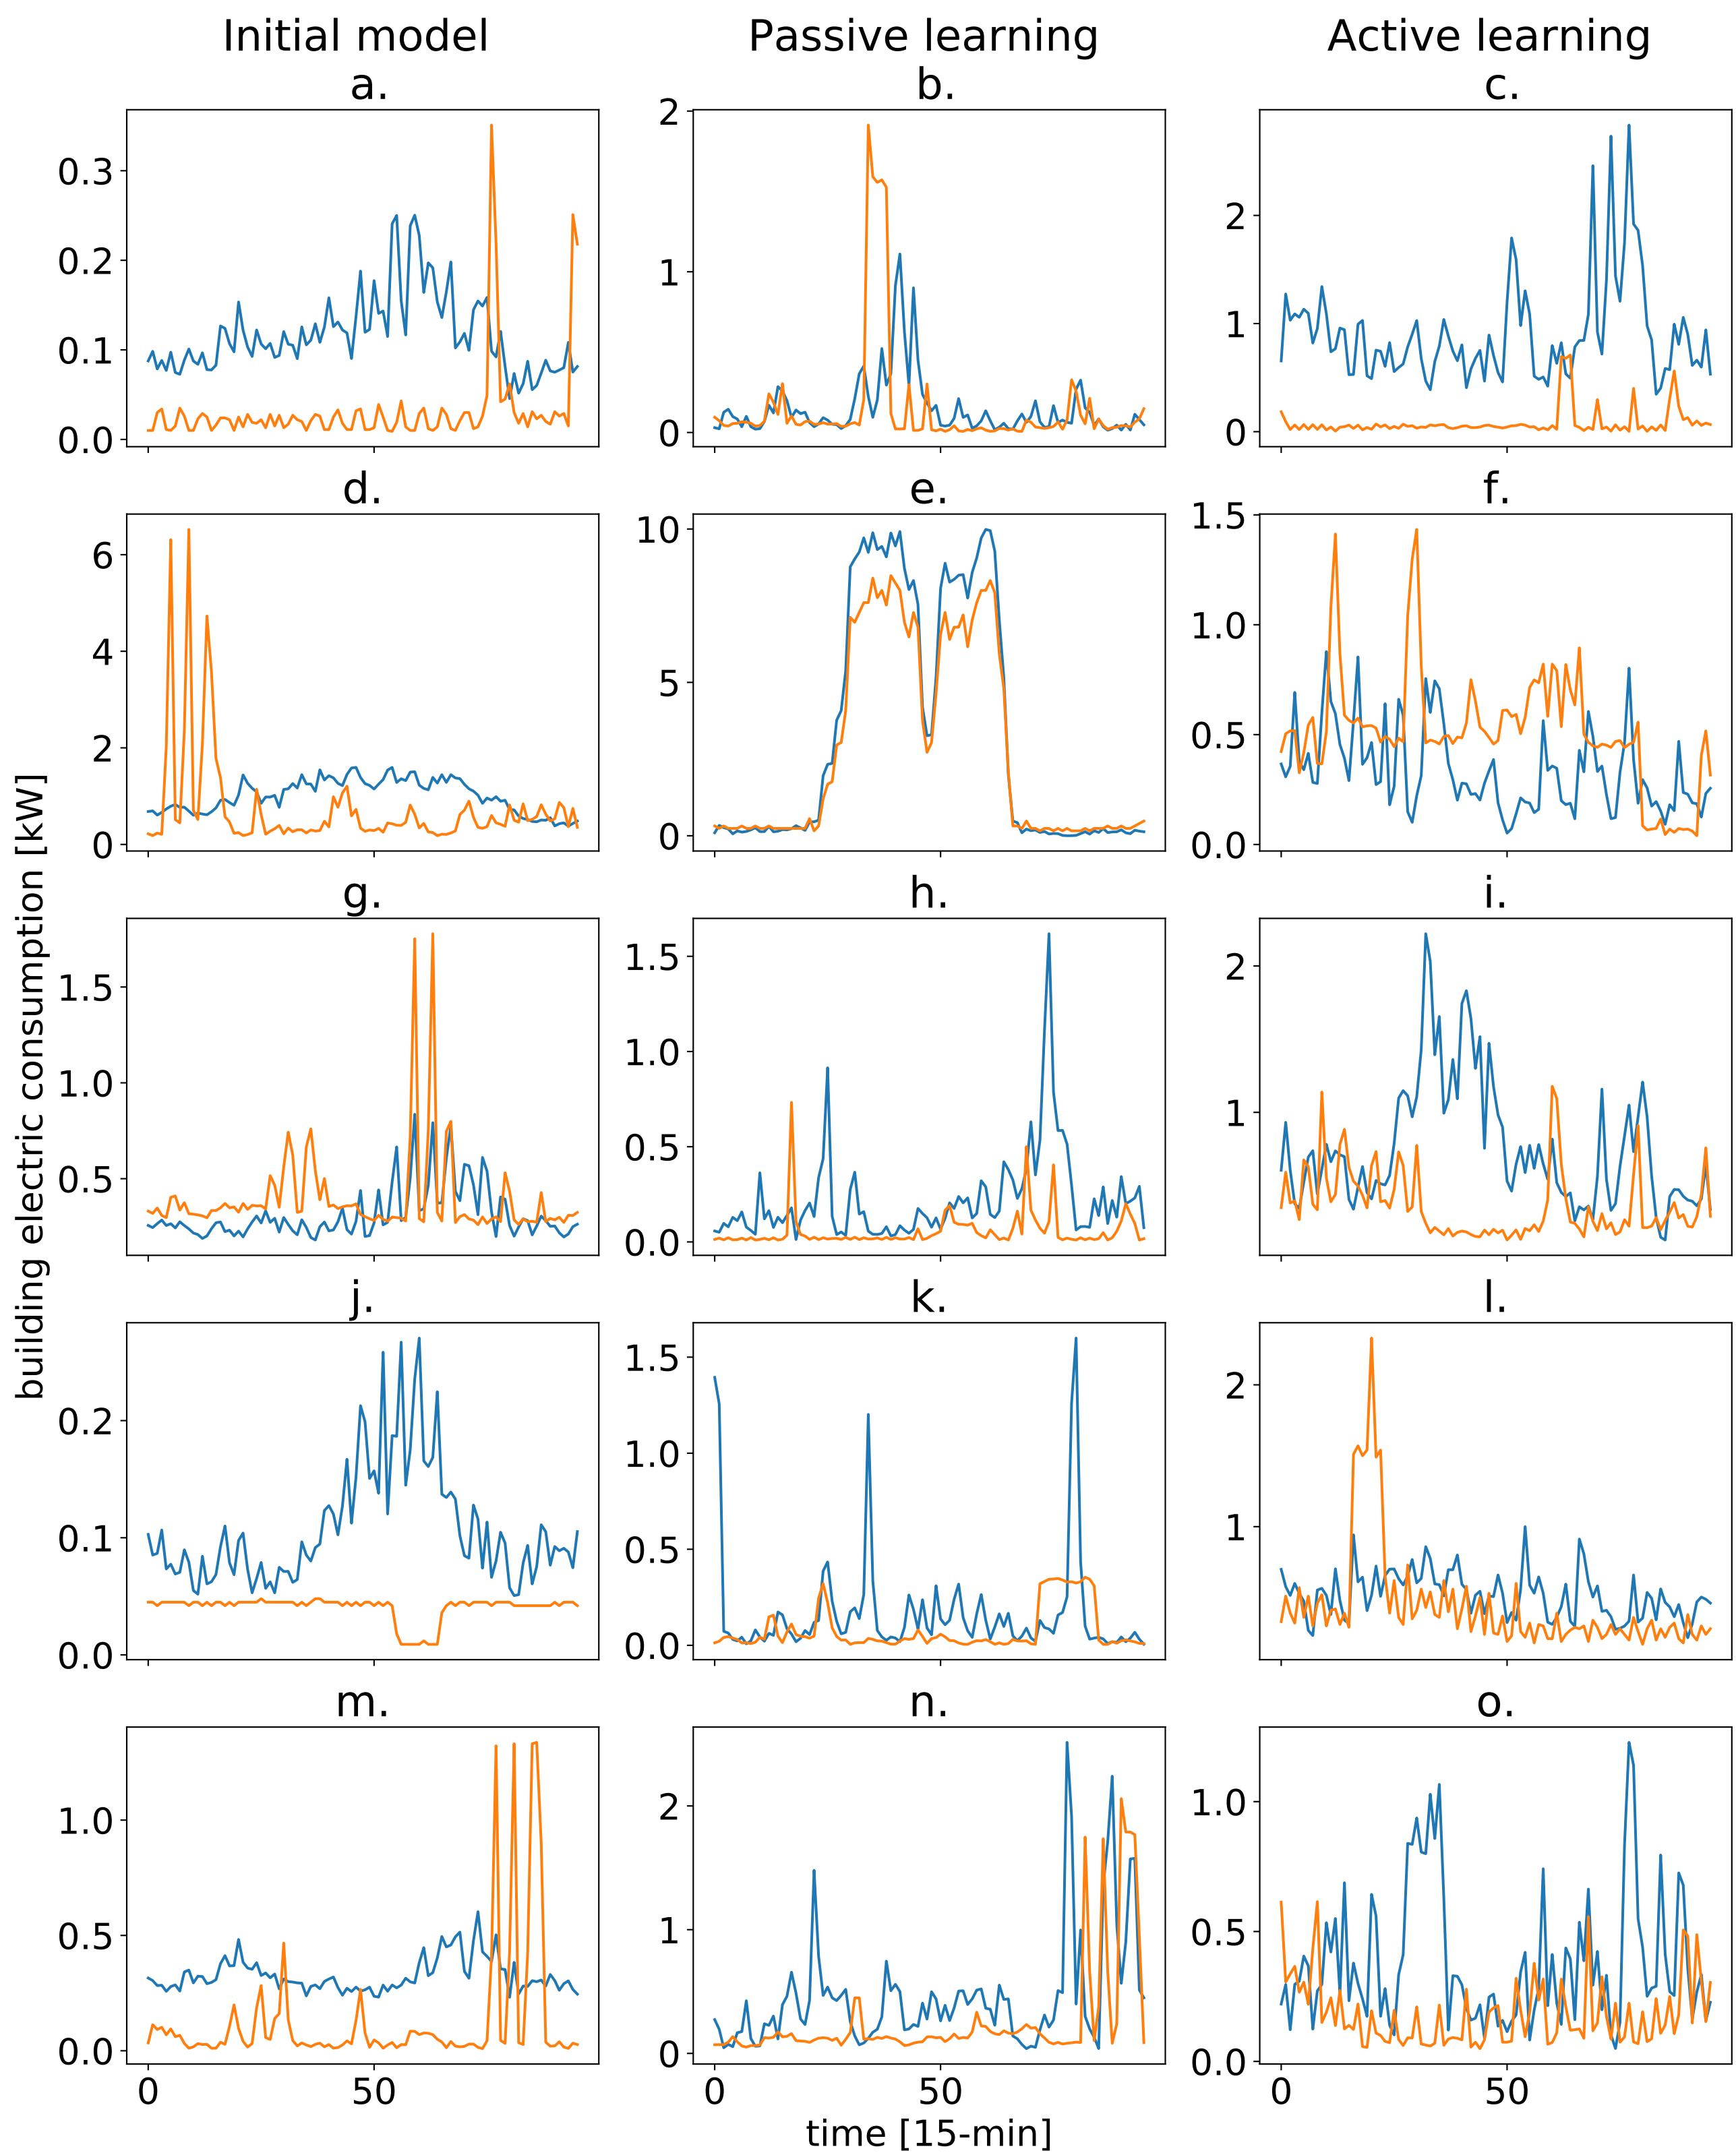 Initial model
Passive learning
Active learning
a.
b.
c.
0.3
0.2
0.1
0.0
2
1
0
2
1
0
d.
e.
f.
6
4
2
0
10
5
0
1.5
1.0
0.5
0.0
g.
h.
i.
1.5
1.0
0.5
1.5
1.0
0.5
0.0
2
1
building electric consumption [kW]
j.
k.
l.
0.2
0.1
0.0
1.5
1.0
0.5
0.0
2
1
m.
n.
o.
1.0
0.5
0.0
2
1
0
1.0
0.5
0.0
0 50
0 50
0 50
time [15-min]